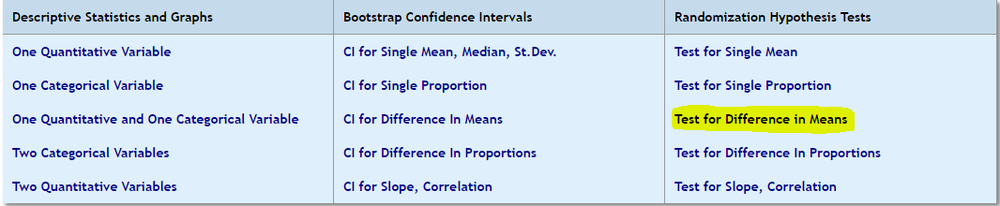 Descriptive Statistics and Graphs Bootstrap Confidence Intervals Randomization Hypothesis Tests
One Quantitative Variable CI for Single Mean, Median, St.Dev. Test for Single Mean
One Categorical Variable CI for Single Proportion Test for Single Proportion
One Quantitative and One Categorical Variable CI for Difference In Means Test for Difference in Means
Two Categorical Variables CI for Difference In Proportions Test for Difference In Proportions
Two Quantitative Variables CI for Slope, Correlation Test for Slope, Correlation